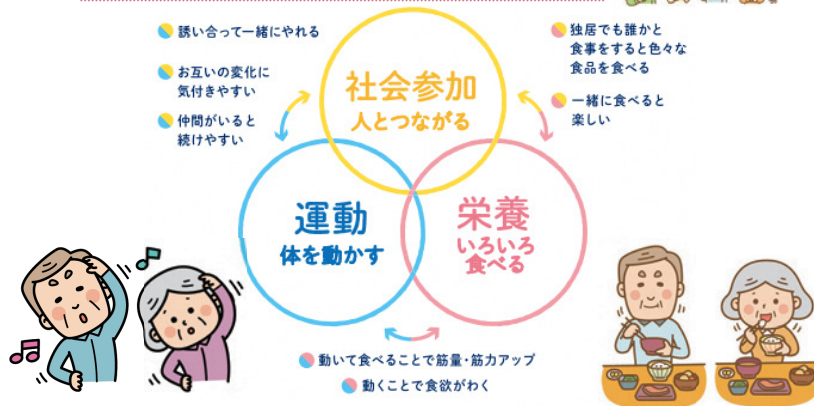 誘い合って一緒にやれる
お互いの変化に
気付きやすい
仲間がいると
続けやすい
独居でも誰かと
食事をすると色々な
食品を食べる
一緒に食べると
楽しい
社会参加
人とつながる
運動
体を動かす
栄養
いろいろ
食べる
動いて食べることで筋量・筋力アップ
動くことで食欲がわく